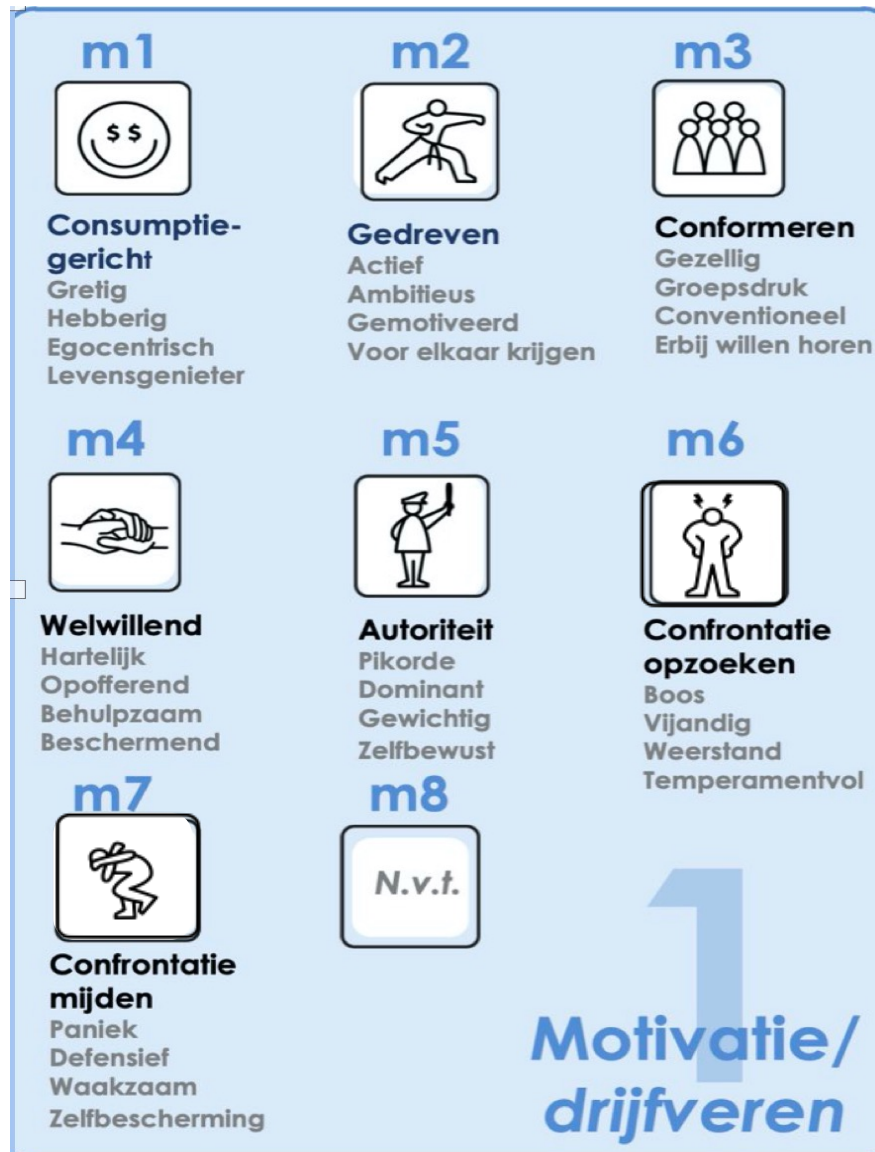 m1
$ $
Consumptie-
gericht
Gretig
Hebberig
Egocentrisch
Levensgenieter
m2
Gedreven
Actief
Ambitieus
Gemotiveerd
Voor elkaar krijgen
m3
Conformeren
Gezellig
Groepsdruk
Conventioneel
Erbij willen horen
m4
Welwillend
Hartelijk
Opofferend
Behulpzaam
Beschermend
m5
Autoriteit
Pikorde
Dominant
Gewichtig
Zelfbewust
m6
Confrontatie
opzoeken
Boos
Vijandig
Weerstand
Temperamentvol
m7
Confrontatie
mijden
Paniek
Defensief
Waakzaam
Zelfbescherming
m8
N.v.t.
1
Motivatie/
drijfveren